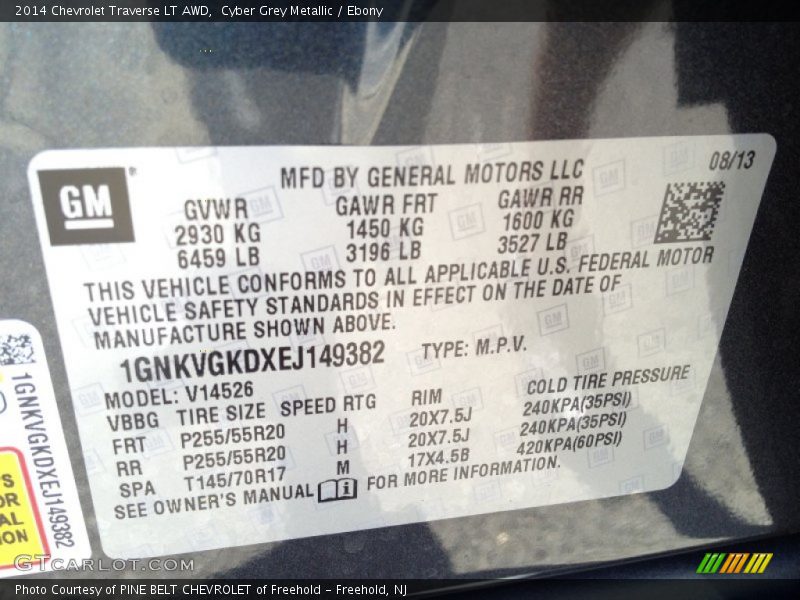 2014 Chevrolet Traverse LT AWD,  Cyber Grey Metallic / Ebony
GM
MFD BY GENERAL MOTORS LLC
08/13
GVWR GAWR FRT GAWR RR
2930 KG 1450 KG 1600 KG
6459 LB 3196 LB 3527 LB
THIS VEHICLE CONFORMS TO ALL APPLICABLE U.S. FEDERAL MOTOR
VEHICLE SAFETY STANDARDS IN EFFECT ON THE DATE OF
MANUFACTURE SHOWN ABOVE.
1GNKVGKDXEJ149382 TYPE: M.P.V.
MODEL: V14526
VBBG TIRE SIZE SPEED RTG RIM COLD TIRE PRESSURE
FRT P255/55R20 H 20X7.5J 240KPA(35PSI)
RR P255/55R20 H 20X7.5J 240KPA(35PSI)
SPA T145/70R17 M 17X4.5B 420KPA(60PSI)
SEE OWNER'S MANUAL FOR MORE INFORMATION.
1GNKVGKDXEJ149382
GTCARLOT.COM
Photo Courtesy of PINE BELT CHEVROLET of Freehold - Freehold, NJ